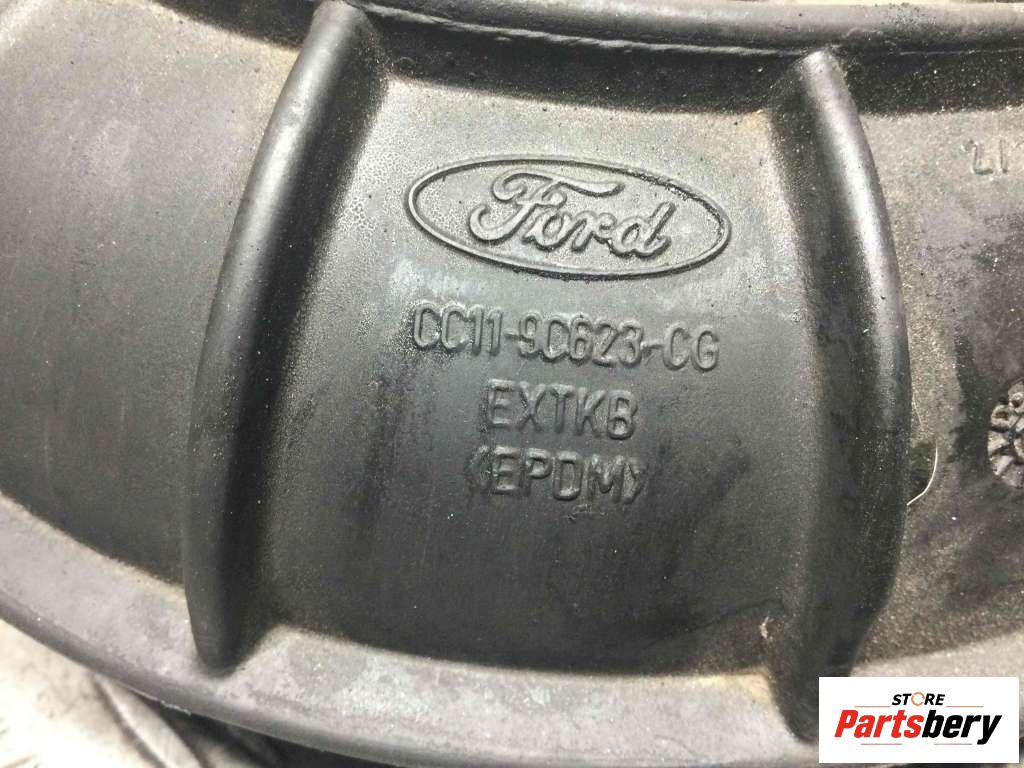 Ford
CC11-9C623-CG
EXTKB
>EPDM<
STORE
Partsbery